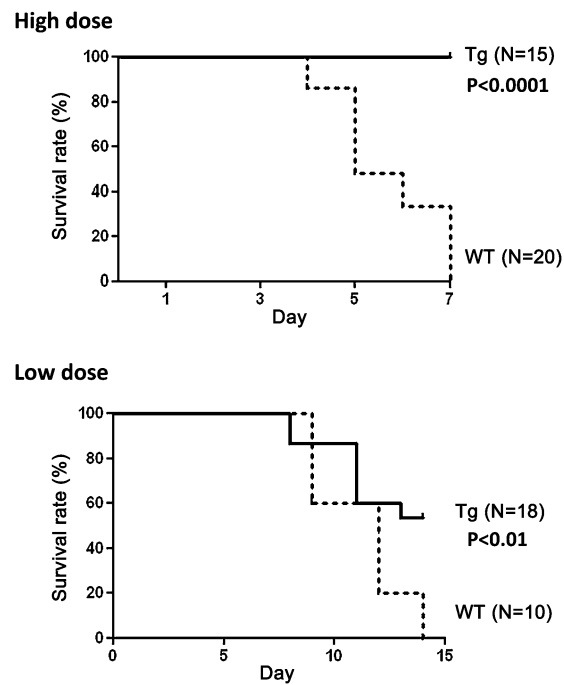 High dose
Tg (N=15)
P<0.0001
WT (N=20)
Survival rate (%)
100
80
60
40
20
0
1 3 5 7
Day
Low dose
Tg (N=18)
P<0.01
WT (N=10)
Survival rate (%)
100
80
60
40
20
0
0 5 10 15
Day